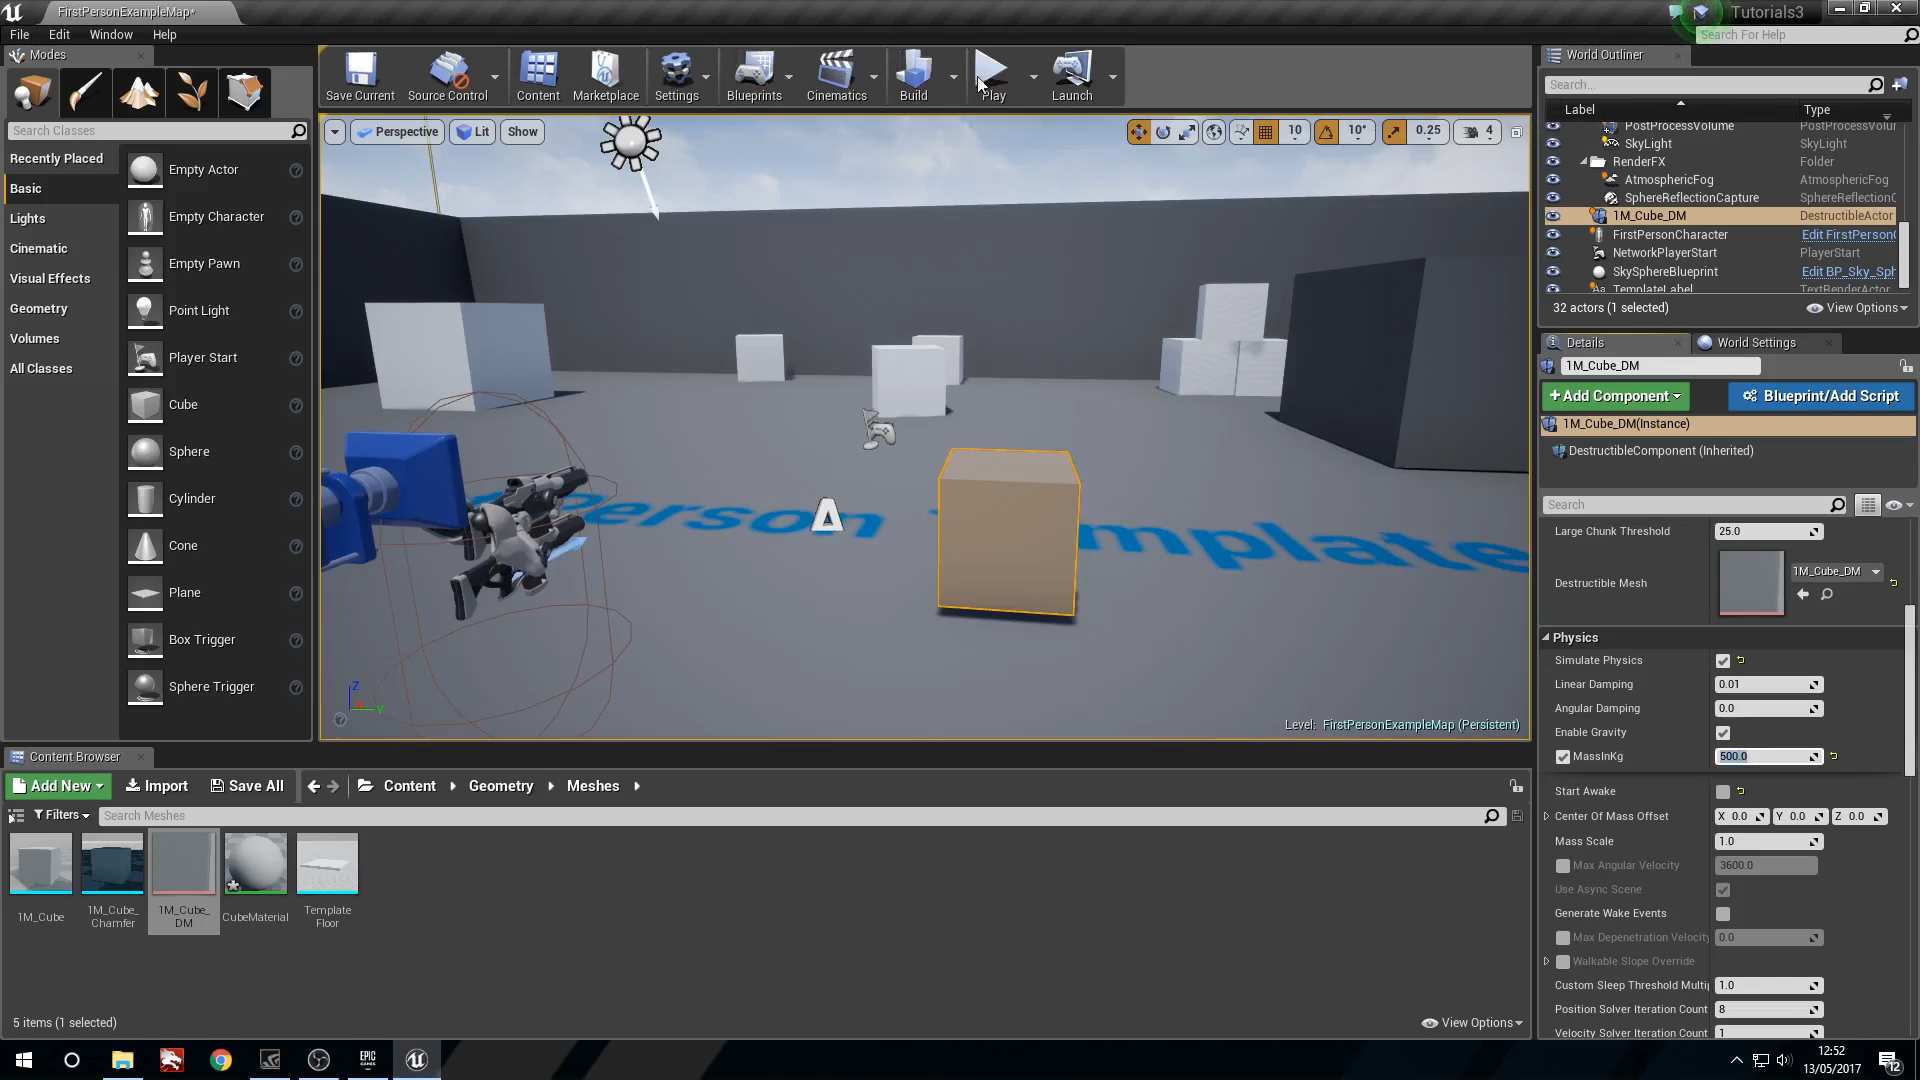 FirstPersonExampleMap*
Tutorials3
File Edit Window Help
Search For Help
Modes
Save Current
Source Control
Content
Marketplace
Settings
Blueprints
Cinematics
Build
Play
Launch
Search Classes
Recently Placed
Basic
Lights
Cinematic
Visual Effects
Geometry
Volumes
All Classes
Empty Actor
Empty Character
Empty Pawn
Point Light
Player Start
Cube
Sphere
Cylinder
Cone
Plane
Box Trigger
Sphere Trigger
Perspective
Lit
Show
10
10°
0.25
4
Person Template
Z
Y
Level: FirstPersonExampleMap (Persistent)
World Outliner
Search...
Label Type
PostProcessVolume PostProcessVolu
SkyLight SkyLight
RenderFX Folder
AtmosphericFog AtmosphericFog
SphereReflectionCapture SphereReflectionC
1M_Cube_DM DestructibleActor
FirstPersonCharacter Edit FirstPersonC
NetworkPlayerStart PlayerStart
SkySphereBlueprint Edit BP_Sky_Sph
TemplateLabel TextRenderActor
32 actors (1 selected)
View Options
Details
World Settings
1M_Cube_DM
+Add Component
Blueprint/Add Script
1M_Cube_DM(Instance)
DestructibleComponent (Inherited)
Search
Large Chunk Threshold 25.0
Destructible Mesh 1M_Cube_DM
Physics
Simulate Physics
Linear Damping 0.01
Angular Damping 0.0
Enable Gravity
MassInKg 500.0
Start Awake
Center Of Mass Offset X 0.0 Y 0.0 Z 0.0
Mass Scale 1.0
Max Angular Velocity 3600.0
Use Async Scene
Generate Wake Events
Max Depenetration Velocity 0.0
Walkable Slope Override
Custom Sleep Threshold Multi 1.0
Position Solver Iteration Count 8
Velocity Solver Iteration Count 1
Content Browser
Add New
Import
Save All
Content
Geometry
Meshes
Filters
Search Meshes
1M_Cube
1M_Cube_
Chamfer
1M_Cube_
DM
CubeMaterial
Template
Floor
5 items (1 selected)
View Options
EPIC
GAMES
12:52
13/05/2017
12